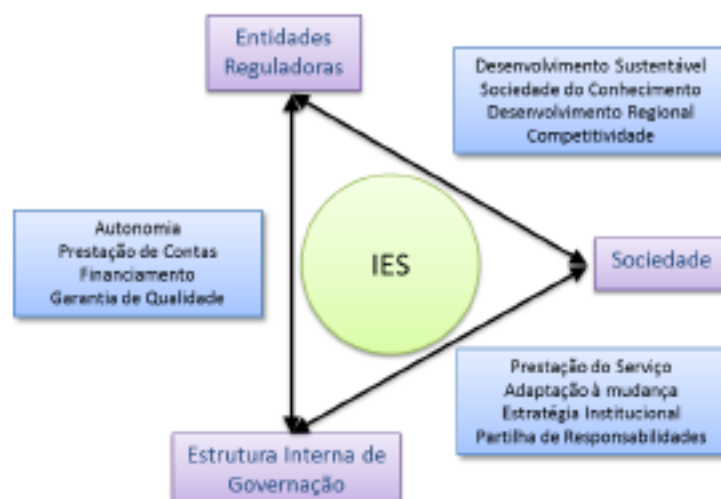 Entidades
Reguladoras
Desenvolvimento Sustentável
Sociedade do Conhecimento
Desenvolvimento Regional
Competitividade
Autonomia
Prestação de Contas
Financiamento
Garantia de Qualidade
IES
Sociedade
Prestação do Serviço
Adaptação à mudança
Estratégia Institucional
Partilha de Responsabilidades
Estrutura Interna de
Governação